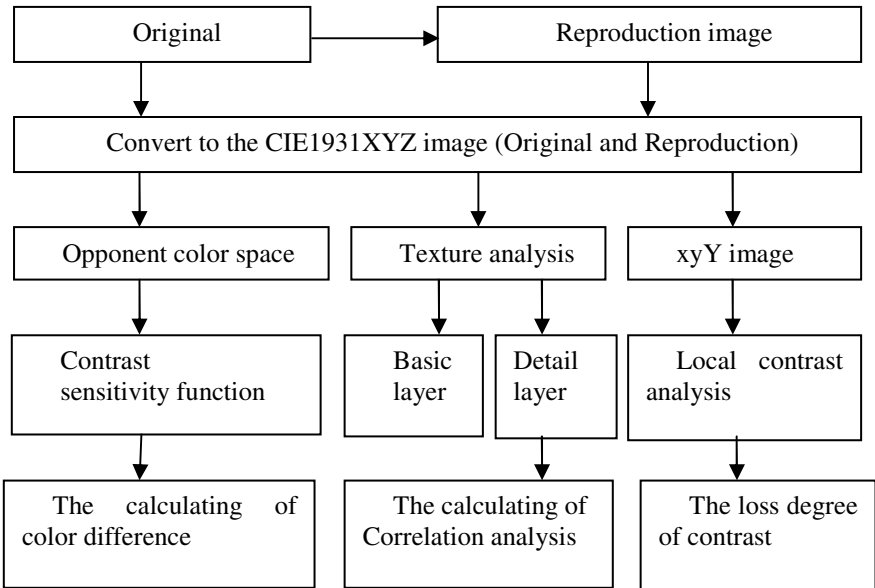 Original
Reproduction image
Convert to the CIE1931XYZ image (Original and Reproduction)
Opponent color space
Texture analysis
xyY image
Contrast
sensitivity function
Basic
layer
Detail
layer
Local contrast
analysis
The calculating of
color difference
The calculating of
Correlation analysis
The loss degree
of contrast